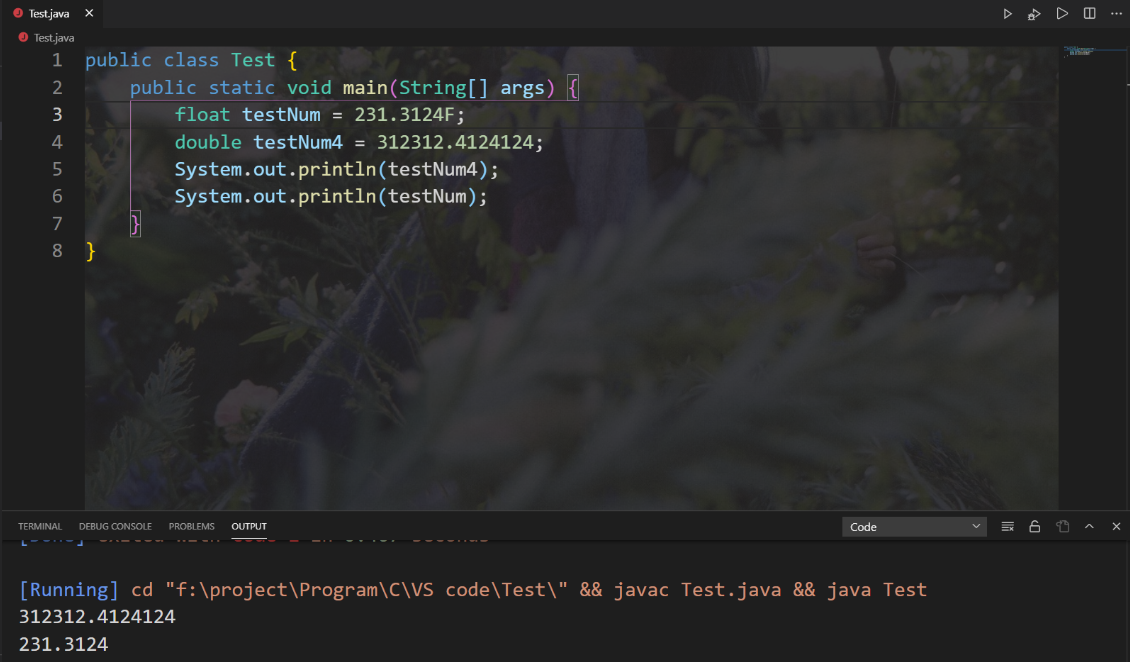 Test.java
Test.java
1 public class Test {
2 public static void main(String[] args) {
3 float testNum = 231.3124F;
4 double testNum4 = 312312.4124124;
5 System.out.println(testNum4);
6 System.out.println(testNum);
7 }
8 }
TERMINAL DEBUG CONSOLE PROBLEMS OUTPUT Code
[Running] cd "f:\project\Program\C\VS code\Test\" && javac Test.java && java Test
312312.4124124
231.3124